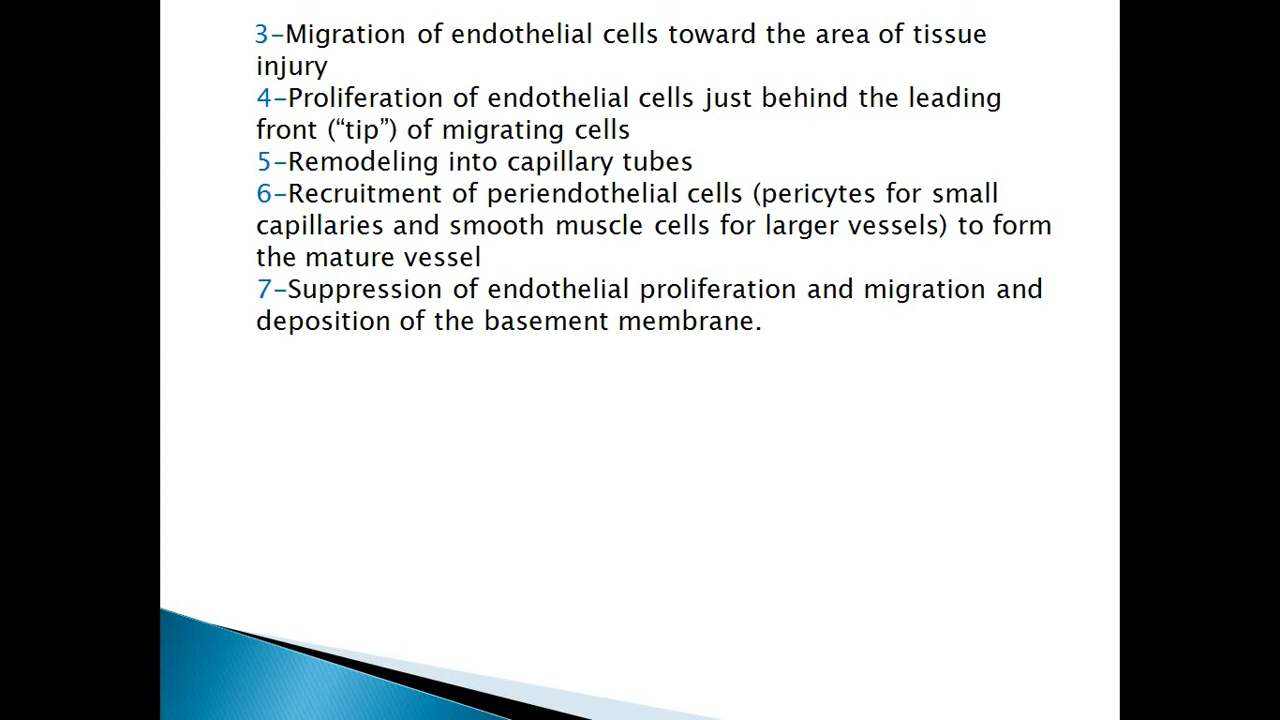 3-Migration of endothelial cells toward the area of tissue
injury
4-Proliferation of endothelial cells just behind the leading
front (“tip”) of migrating cells
5-Remodeling into capillary tubes
6-Recruitment of periendothelial cells (pericytes for small
capillaries and smooth muscle cells for larger vessels) to form
the mature vessel
7-Suppression of endothelial proliferation and migration and
deposition of the basement membrane.